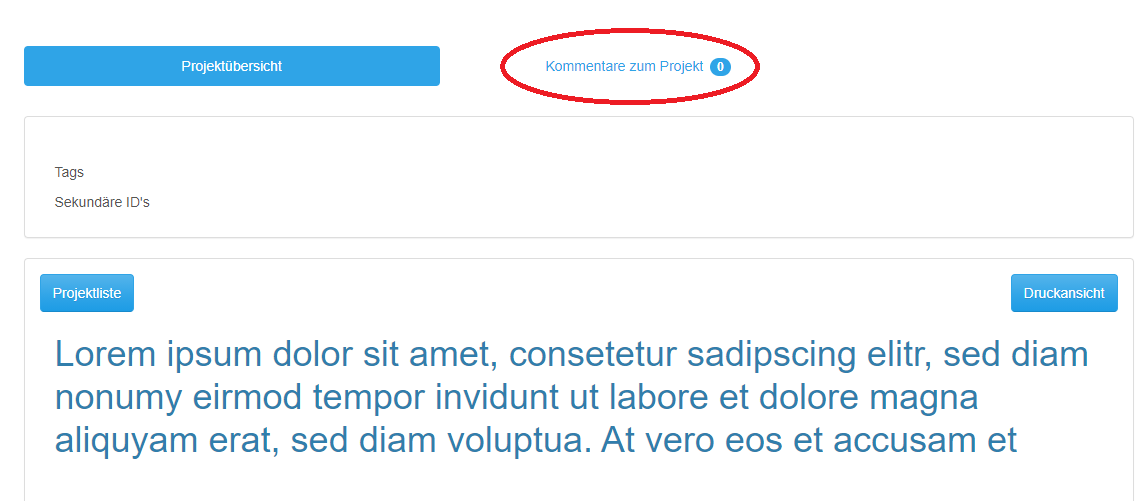 Projektübersicht
Kommentare zum Projekt 0
Tags
Sekundäre ID's
Projektliste
Druckansicht
Lorem ipsum dolor sit amet, consetetur sadipscing elitr, sed diam
nonumy eirmod tempor invidunt ut labore et dolore magna
aliquyam erat, sed diam voluptua. At vero eos et accusam et